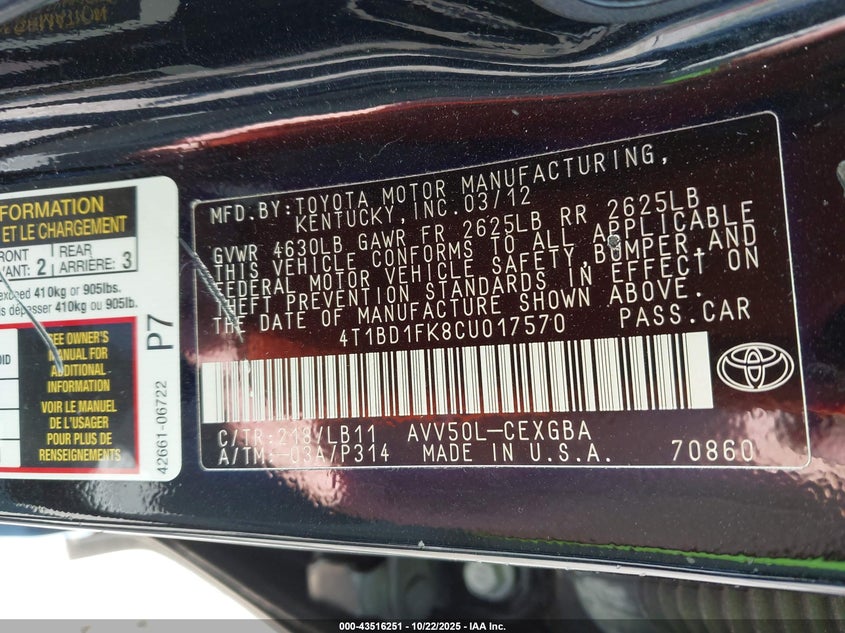 FORMATION
ET LE CHARGEMENT
FRONT
VANT: 2
REAR
ARRIÈRE: 3
exceed 410kg or 905lbs.
dépasser 410kg ou 905lb.
SEE OWNER'S
MANUAL FOR
ADDITIONAL
INFORMATION
VOIR LE MANUEL
DE L'USAGER
POUR PLUS DE
RENSEIGNEMENTS
P7
42661-06722
MFD.BY:TOYOTA MOTOR MANUFACTURING,
KENTUCKY, INC. 03/12
GVWR 4630LB GAWR FR 2625LB RR 2625LB
THIS VEHICLE CONFORMS TO ALL APPLICABLE
FEDERAL MOTOR VEHICLE SAFETY,BUMPER,AND
THEFT PREVENTION STANDARDS IN EFFECT ON
THE DATE OF MANUFACTURE SHOWN ABOVE.
4T1BD1FK8CU017570 PASS.CAR
C/TR:218/LB11 AVV50L-CEXGBA
A/TM:-03A/P314 MADE IN U.S.A. 70860
000-43516251 - 10/22/2025 - IAA Inc.